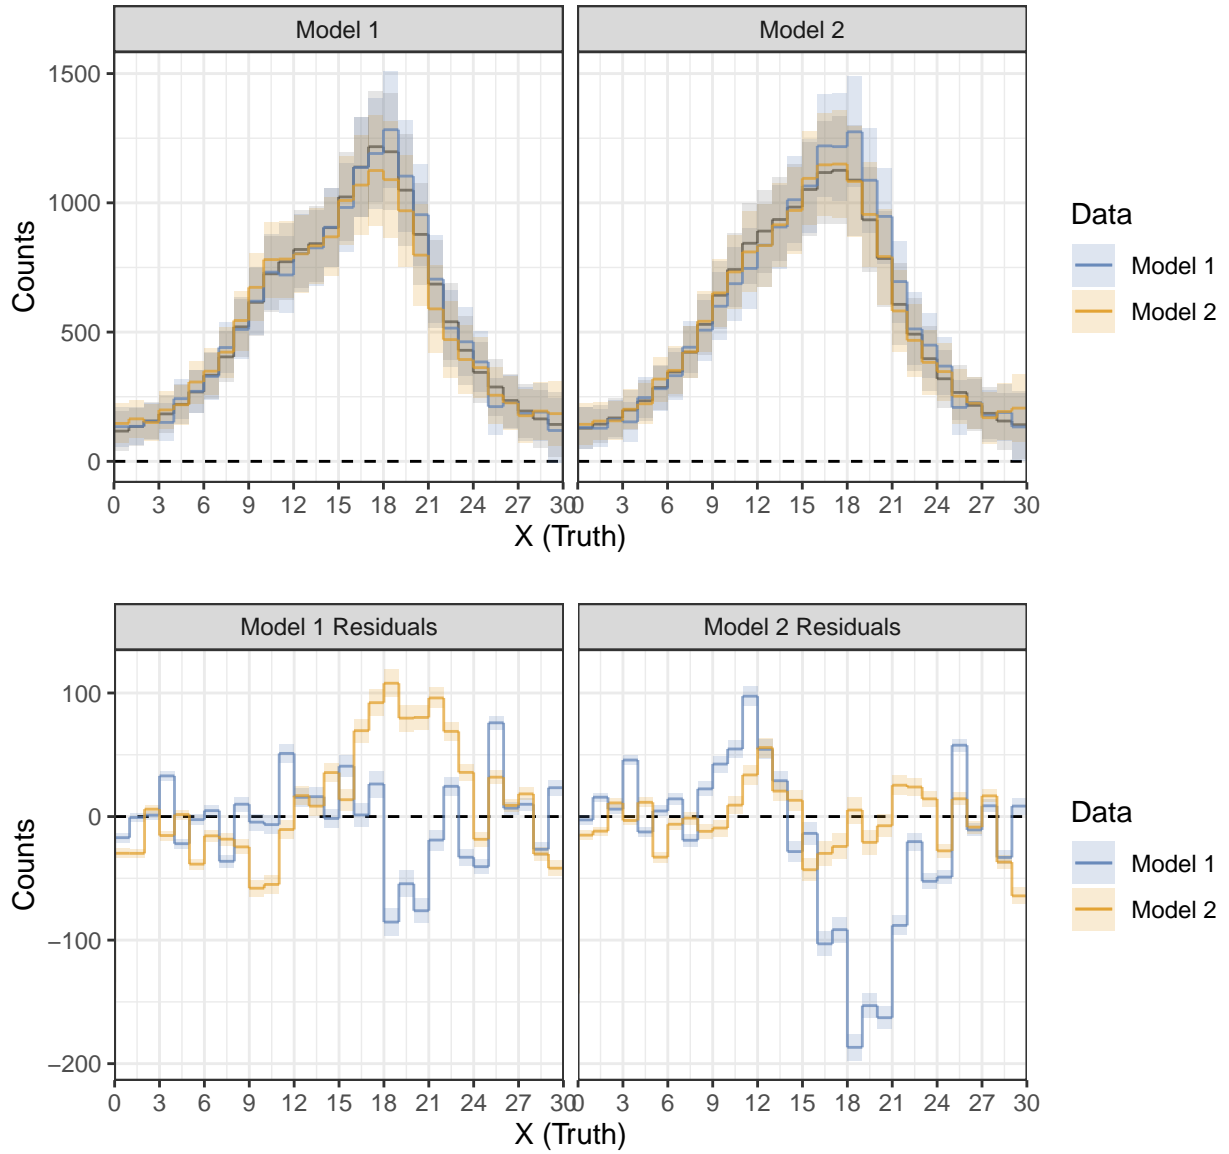 Model 1
Model 2
1500
1000
500
0
Counts
0 3 6 9 12 15 18 21 24 27 30
0 3 6 9 12 15 18 21 24 27 30
X (Truth)
Data
Model 1
Model 2
Model 1 Residuals
Model 2 Residuals
100
0
−100
−200
Counts
0 3 6 9 12 15 18 21 24 27 30
0 3 6 9 12 15 18 21 24 27 30
X (Truth)
Data
Model 1
Model 2